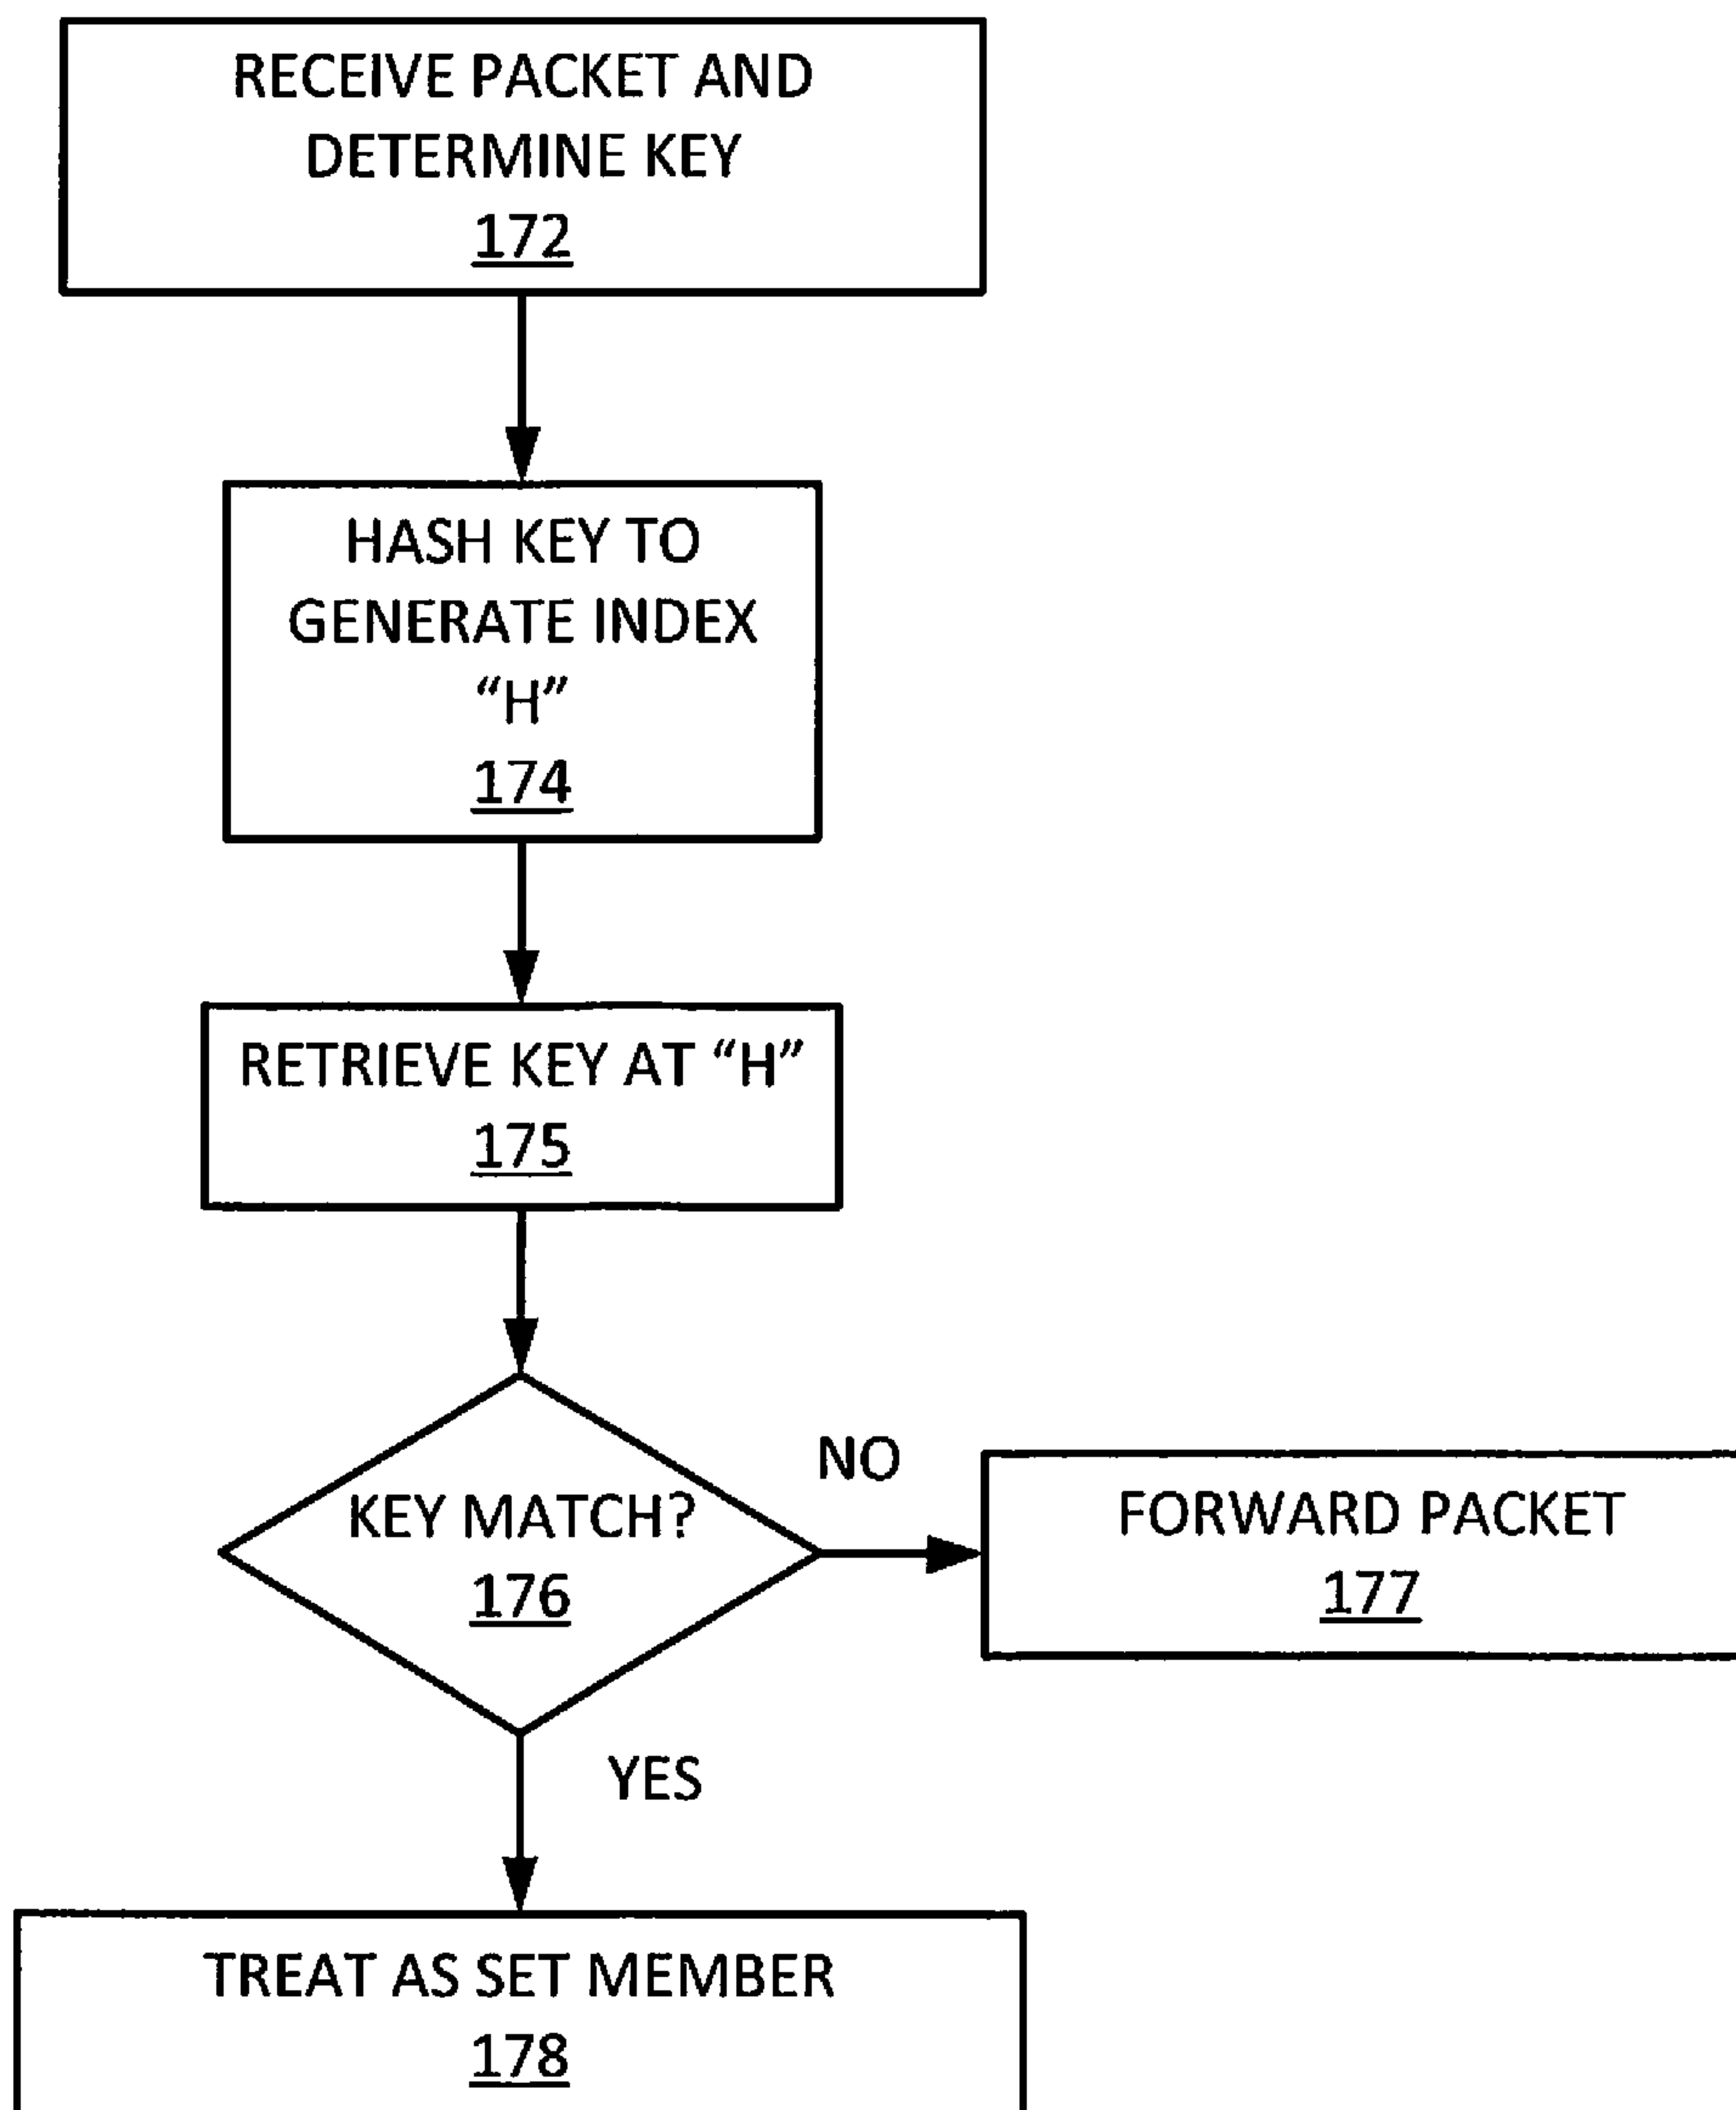 RECEIVE PACKET AND
DETERMINE KEY
172
HASH KEY TO
GENERATE INDEX
“H”
174
RETRIEVE KEY AT “H”
175
KEY MATCH?
176
NO
FORWARD PACKET
177
YES
TREAT AS SET MEMBER
178